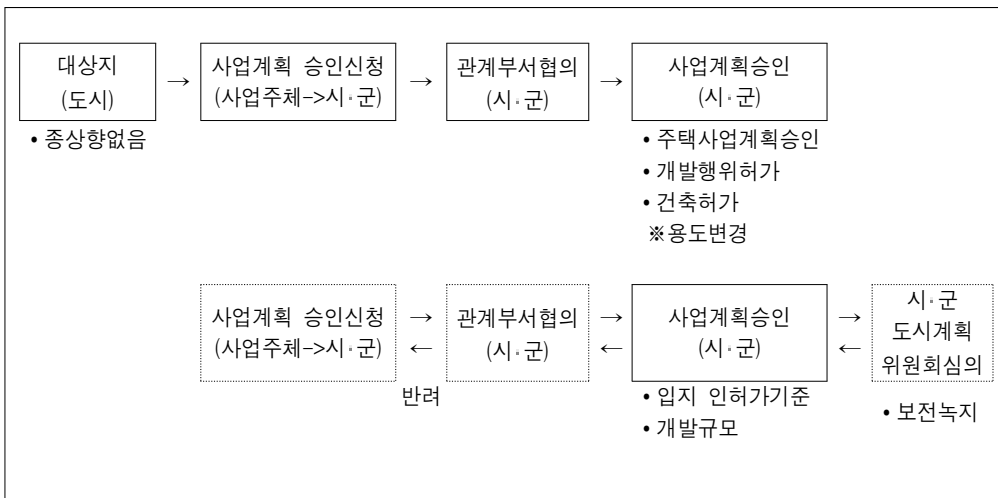 대상지
(도시)
→
사업계획 승인신청
(사업주체->시·군)
→
관계부서협의
(시·군)
→
사업계획승인
(시·군)
• 종상향없음
• 주택사업계획승인
• 개발행위허가
• 건축허가
※용도변경
사업계획 승인신청
(사업주체->시·군)
→
←
반려
관계부서협의
(시·군)
→
←
사업계획승인
(시·군)
→
←
시·군
도시계획
위원회심의
• 입지 인허가기준
• 개발규모
• 보전녹지